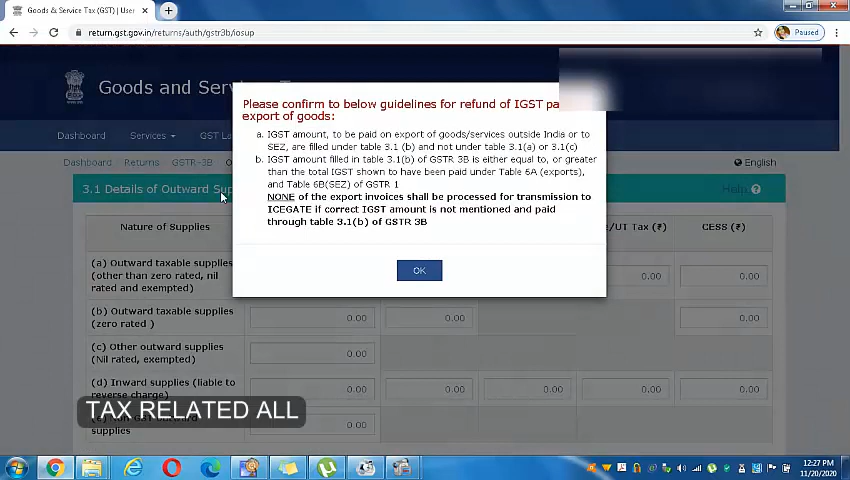 Goods & Service Tax (GST) | User
return.gst.gov.in/returns/auth/gstr3b/iosup
Paused
Goods and Ser
Dashboard Services GST La
Dashboard Returns GSTR-3B
English
3.1 Details of Outward Sup
Help
Please confirm to below guidelines for refund of IGST pa
export of goods:
a. IGST amount, to be paid on export of goods/services outside India or to
SEZ, are filled under table 3.1 (b) and not under table 3.1(a) or 3.1(c)
b. IGST amount filled in table 3.1(b) of GSTR 3B is either equal to, or greater
than the total IGST shown to have been paid under Table 6A (exports),
and Table 6B(SEZ) of GSTR 1
NONE of the export invoices shall be processed for transmission to
ICEGATE if correct IGST amount is not mentioned and paid
through table 3.1(b) of GSTR 3B
OK
Nature of Supplies e/UT Tax (₹) CESS (₹)
(a) Outward taxable supplies
(other than zero rated, nil
rated and exempted)
0.00 0.00
(b) Outward taxable supplies
(zero rated )
0.00 0.00 0.00
(c) Other outward supplies
(Nil rated, exempted)
0.00
(d) Inward supplies (liable to
reverse charge)
0.00 0.00 0.00 0.00 0.00
TAX RELATED ALL
supplies
0.00
12:27 PM
11/20/2020